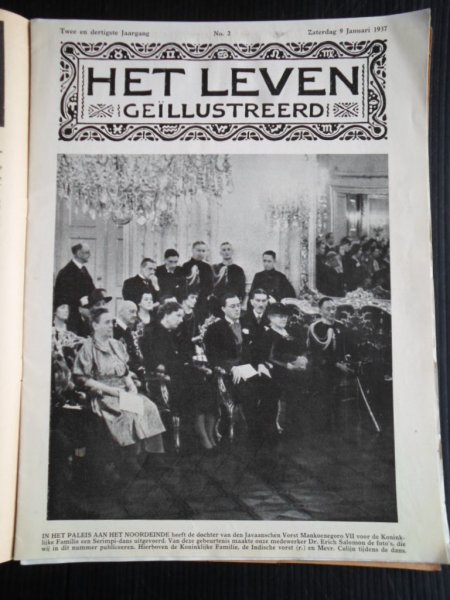 Twee en dertigste Jaargang No. 2 Zaterdag 9 Januari 1937
HET LEVEN
GEÏLLUSTREERD
IN HET PALEIS AAN HET NOORDEINDE heeft de dochter van den Javaanschen Vorst Mankoenegoro VII voor de Konink-
lijke Familie een Serimpi-dans uitgevoerd. Van deze gebeurtenis maakte onze medewerker Dr. Erich Salomon de foto's, die
wij in dit nummer publiceeren. Hierboven de Koninklijke Familie, de Indische vorst (r.) en Mevr. Colijn tijdens de dans.